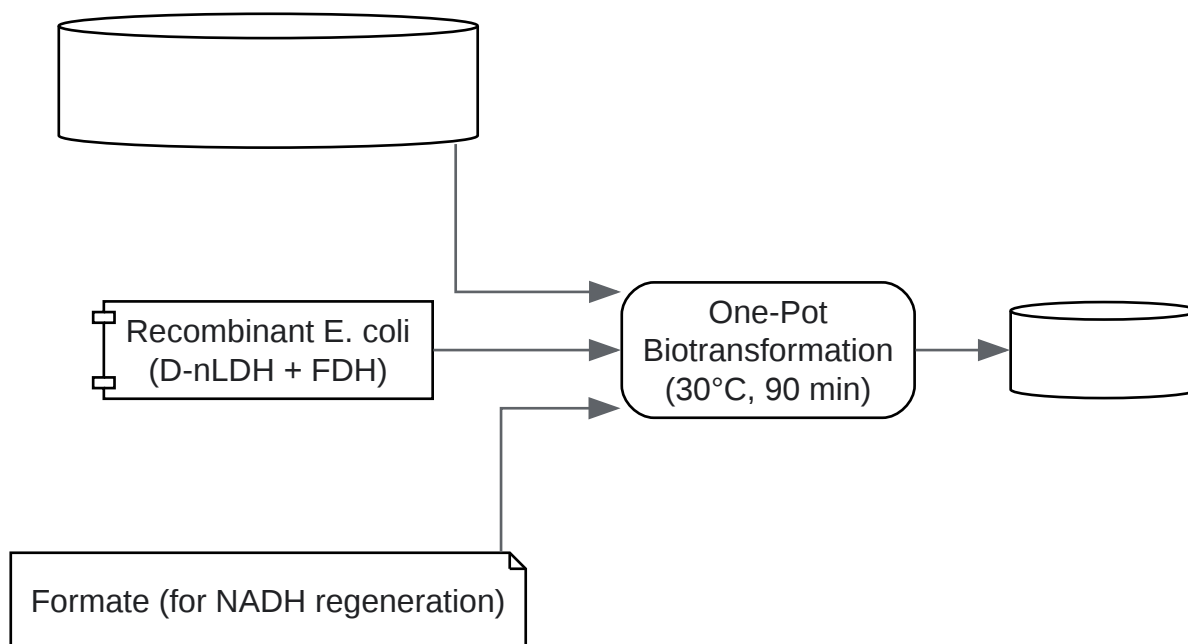 Recombinant E. coli
(D-nLDH + FDH)
One-Pot
Biotransformation
(30°C, 90 min)
Formate (for NADH regeneration)